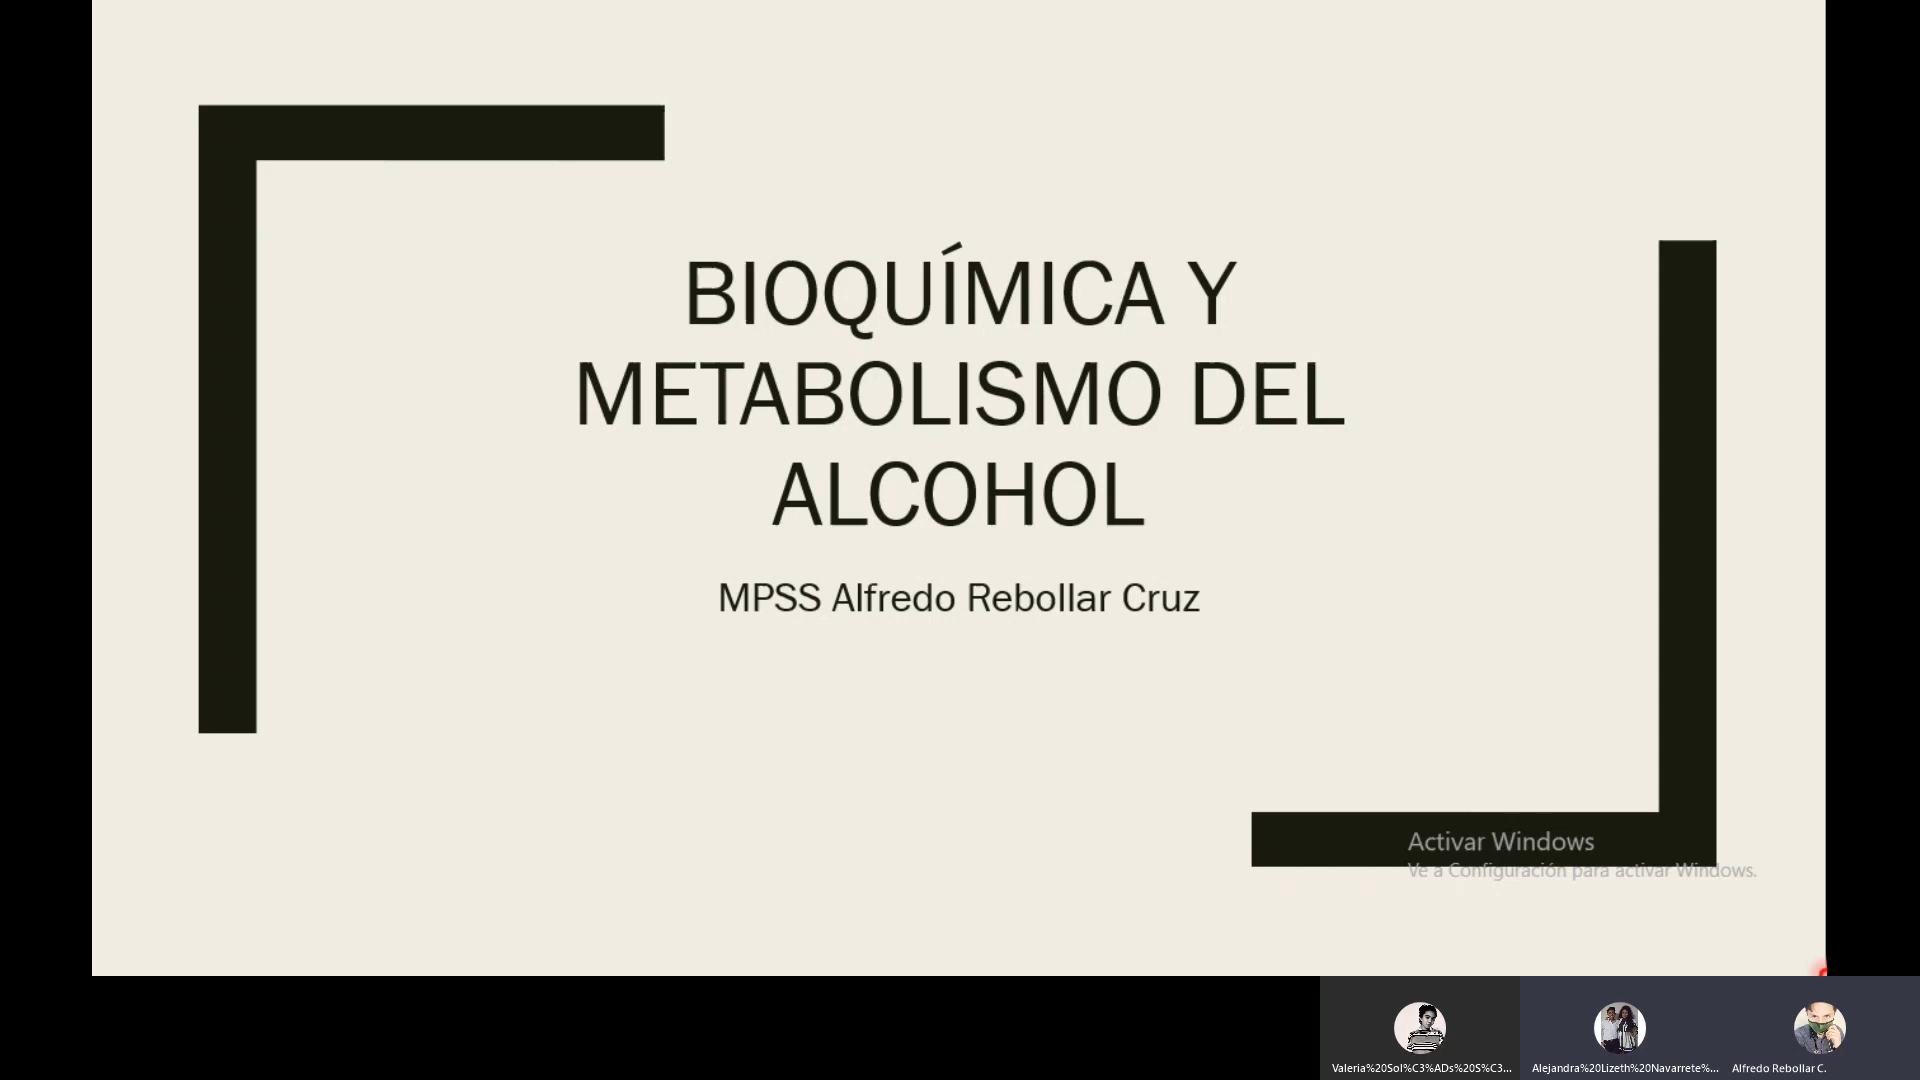 BIOQUÍMICA Y
METABOLISMO DEL
ALCOHOL
MPSS Alfredo Rebollar Cruz
Activar Windows
Ve a Configuración para activar Windows.
Valeria%20Sol%C3%ADs%20S%C3...
Alejandra%20Lizeth%20Navarrete%...
Alfredo Rebollar C.